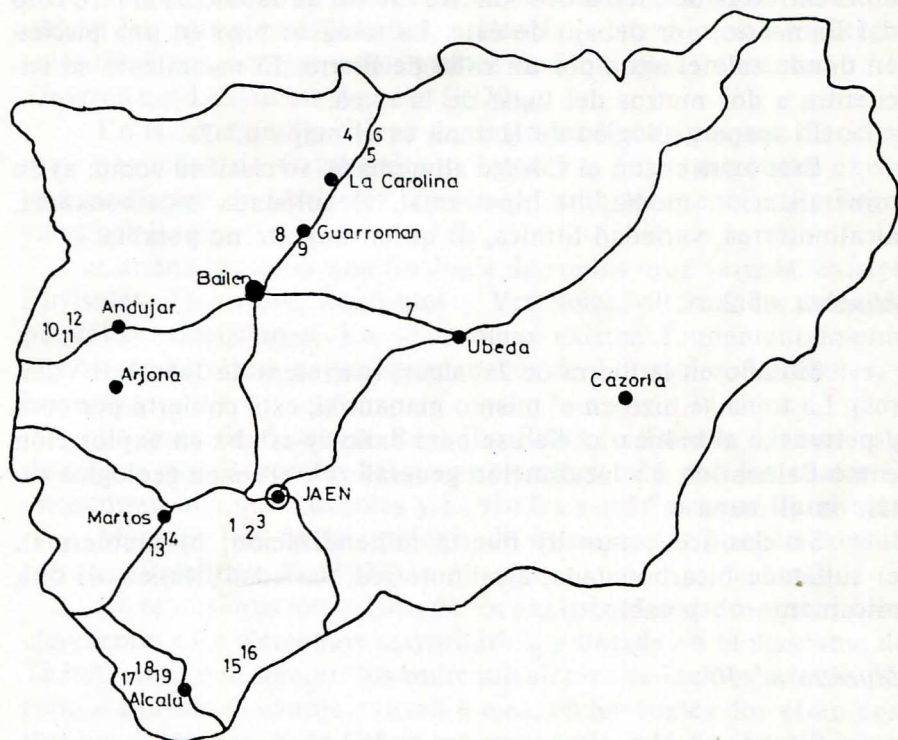 4 6
5
La Carolina
8 Guarroman
9
Bailen
7
10 12
11
Andujar
Ubeda
Arjona
Cazorla
JAEN
Martos
1 3
2
14
13
16
15
18
17 19
Alcala